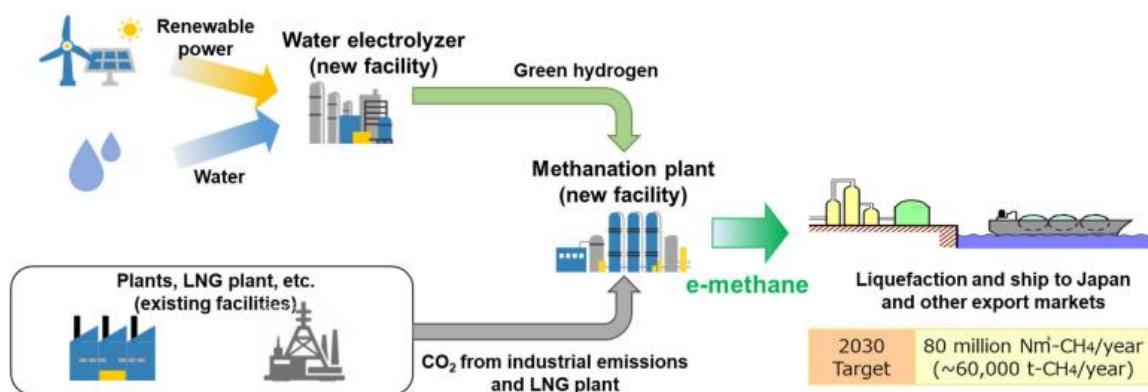 Renewable
power
Water electrolyzer
(new facility)
Green hydrogen
Water
Methanation plant
(new facility)
e-methane
Plants, LNG plant, etc.
(existing facilities)
CO₂ from industrial emissions
and LNG plant
Liquefaction and ship to Japan
and other export markets
2030
Target
80 million Nm³-CH₄/year
(~60,000 t-CH₄/year)